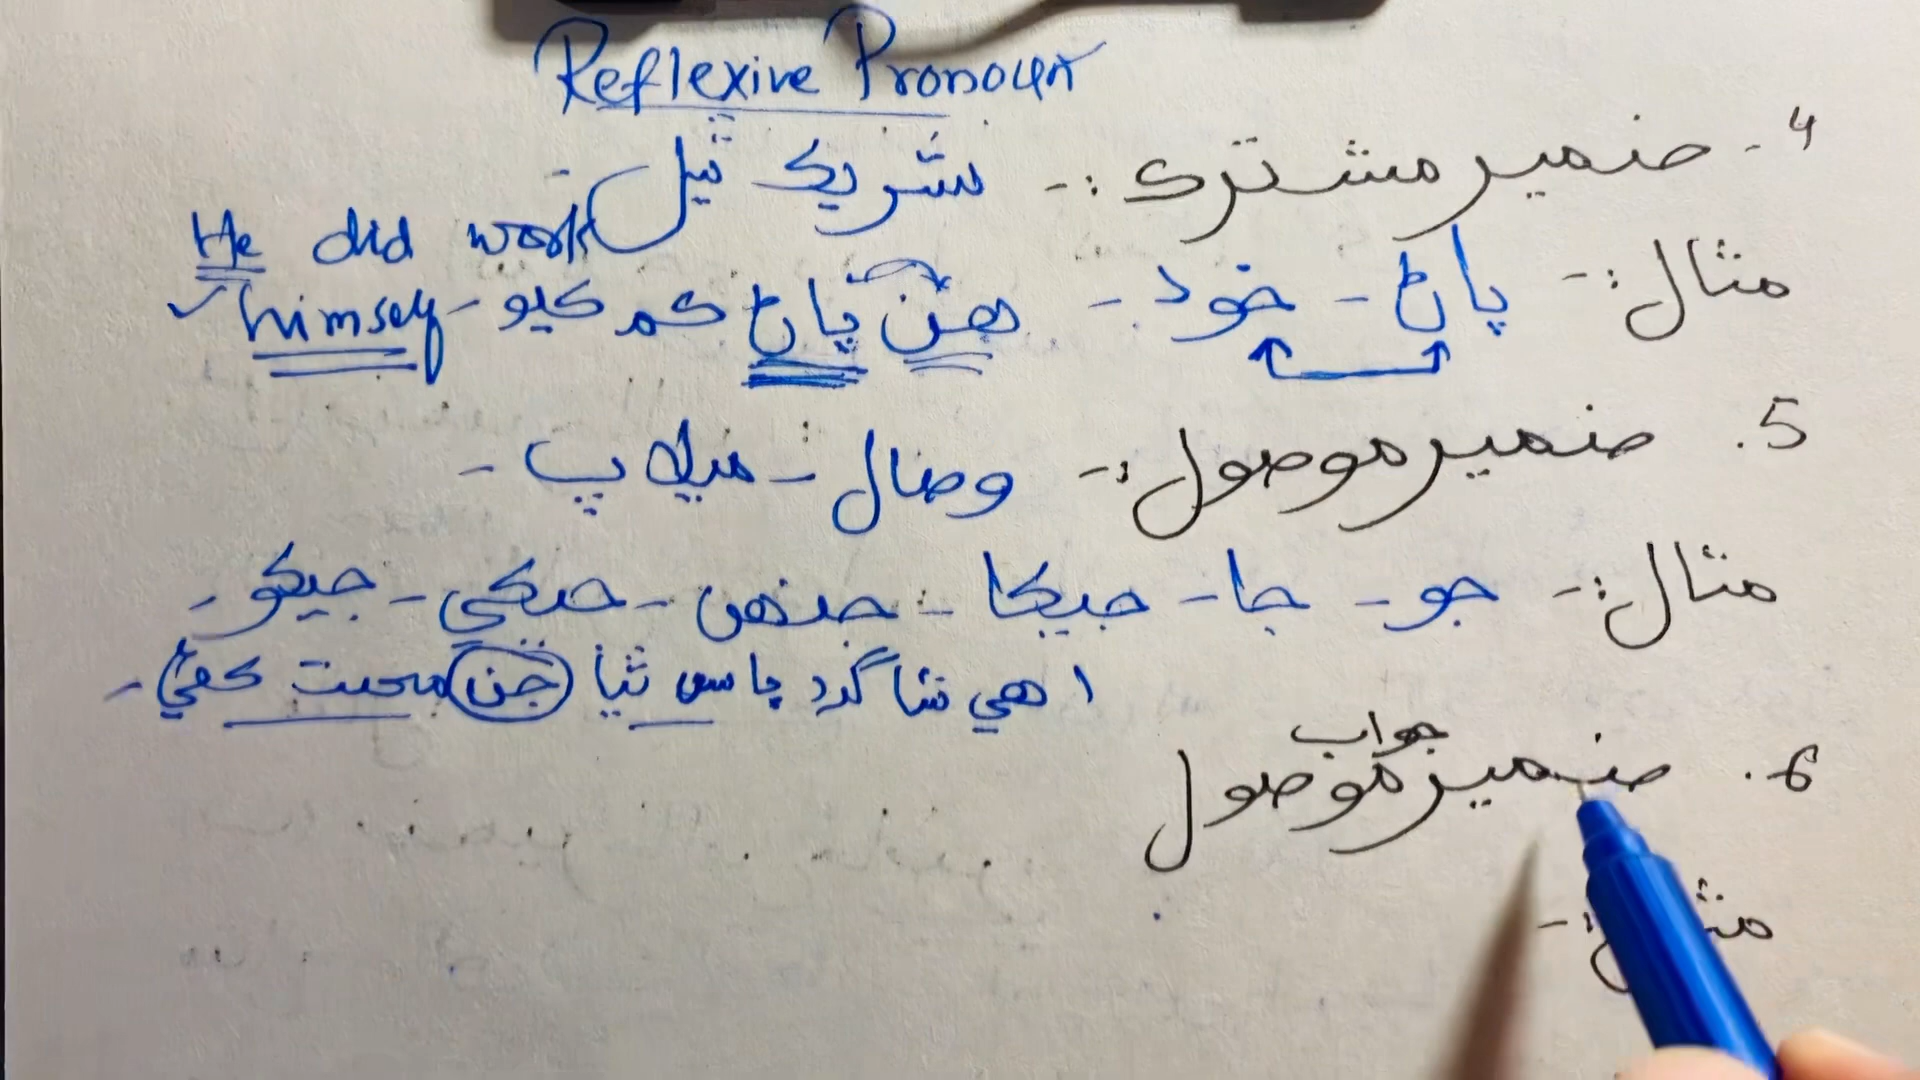 Reflexive Pronoun
4- ضمير مشترڪ :- شريڪ ٿيل -
مثال :- پاڻ - خود - هن پاڻ ڪم ڪيو -
He did work
himself
5. ضمير موصول :- وصال - ميلاپ -
مثال :- جو - جا - جيڪا - جنهن - جيڪي - جيڪو -
اهي شاگرد پاس ٿيا جن محنت ڪئي -
6. ضمير جواب موصول
مثال :-